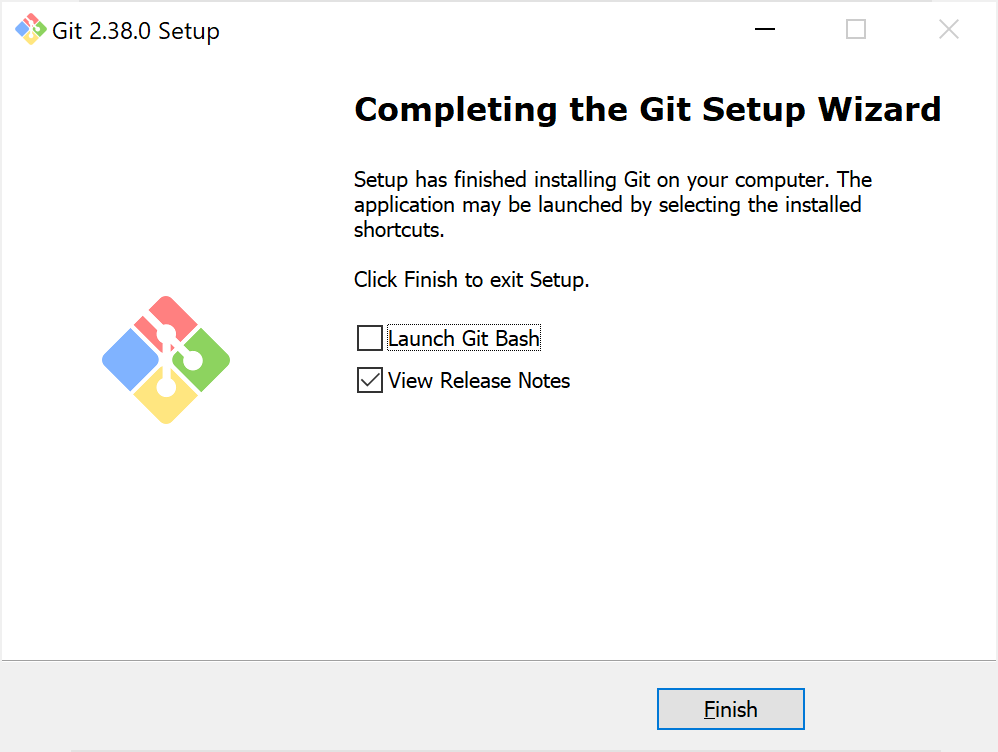 Git 2.38.0 Setup
Completing the Git Setup Wizard
Setup has finished installing Git on your computer. The
application may be launched by selecting the installed
shortcuts.
Click Finish to exit Setup.
Launch Git Bash
View Release Notes
Finish